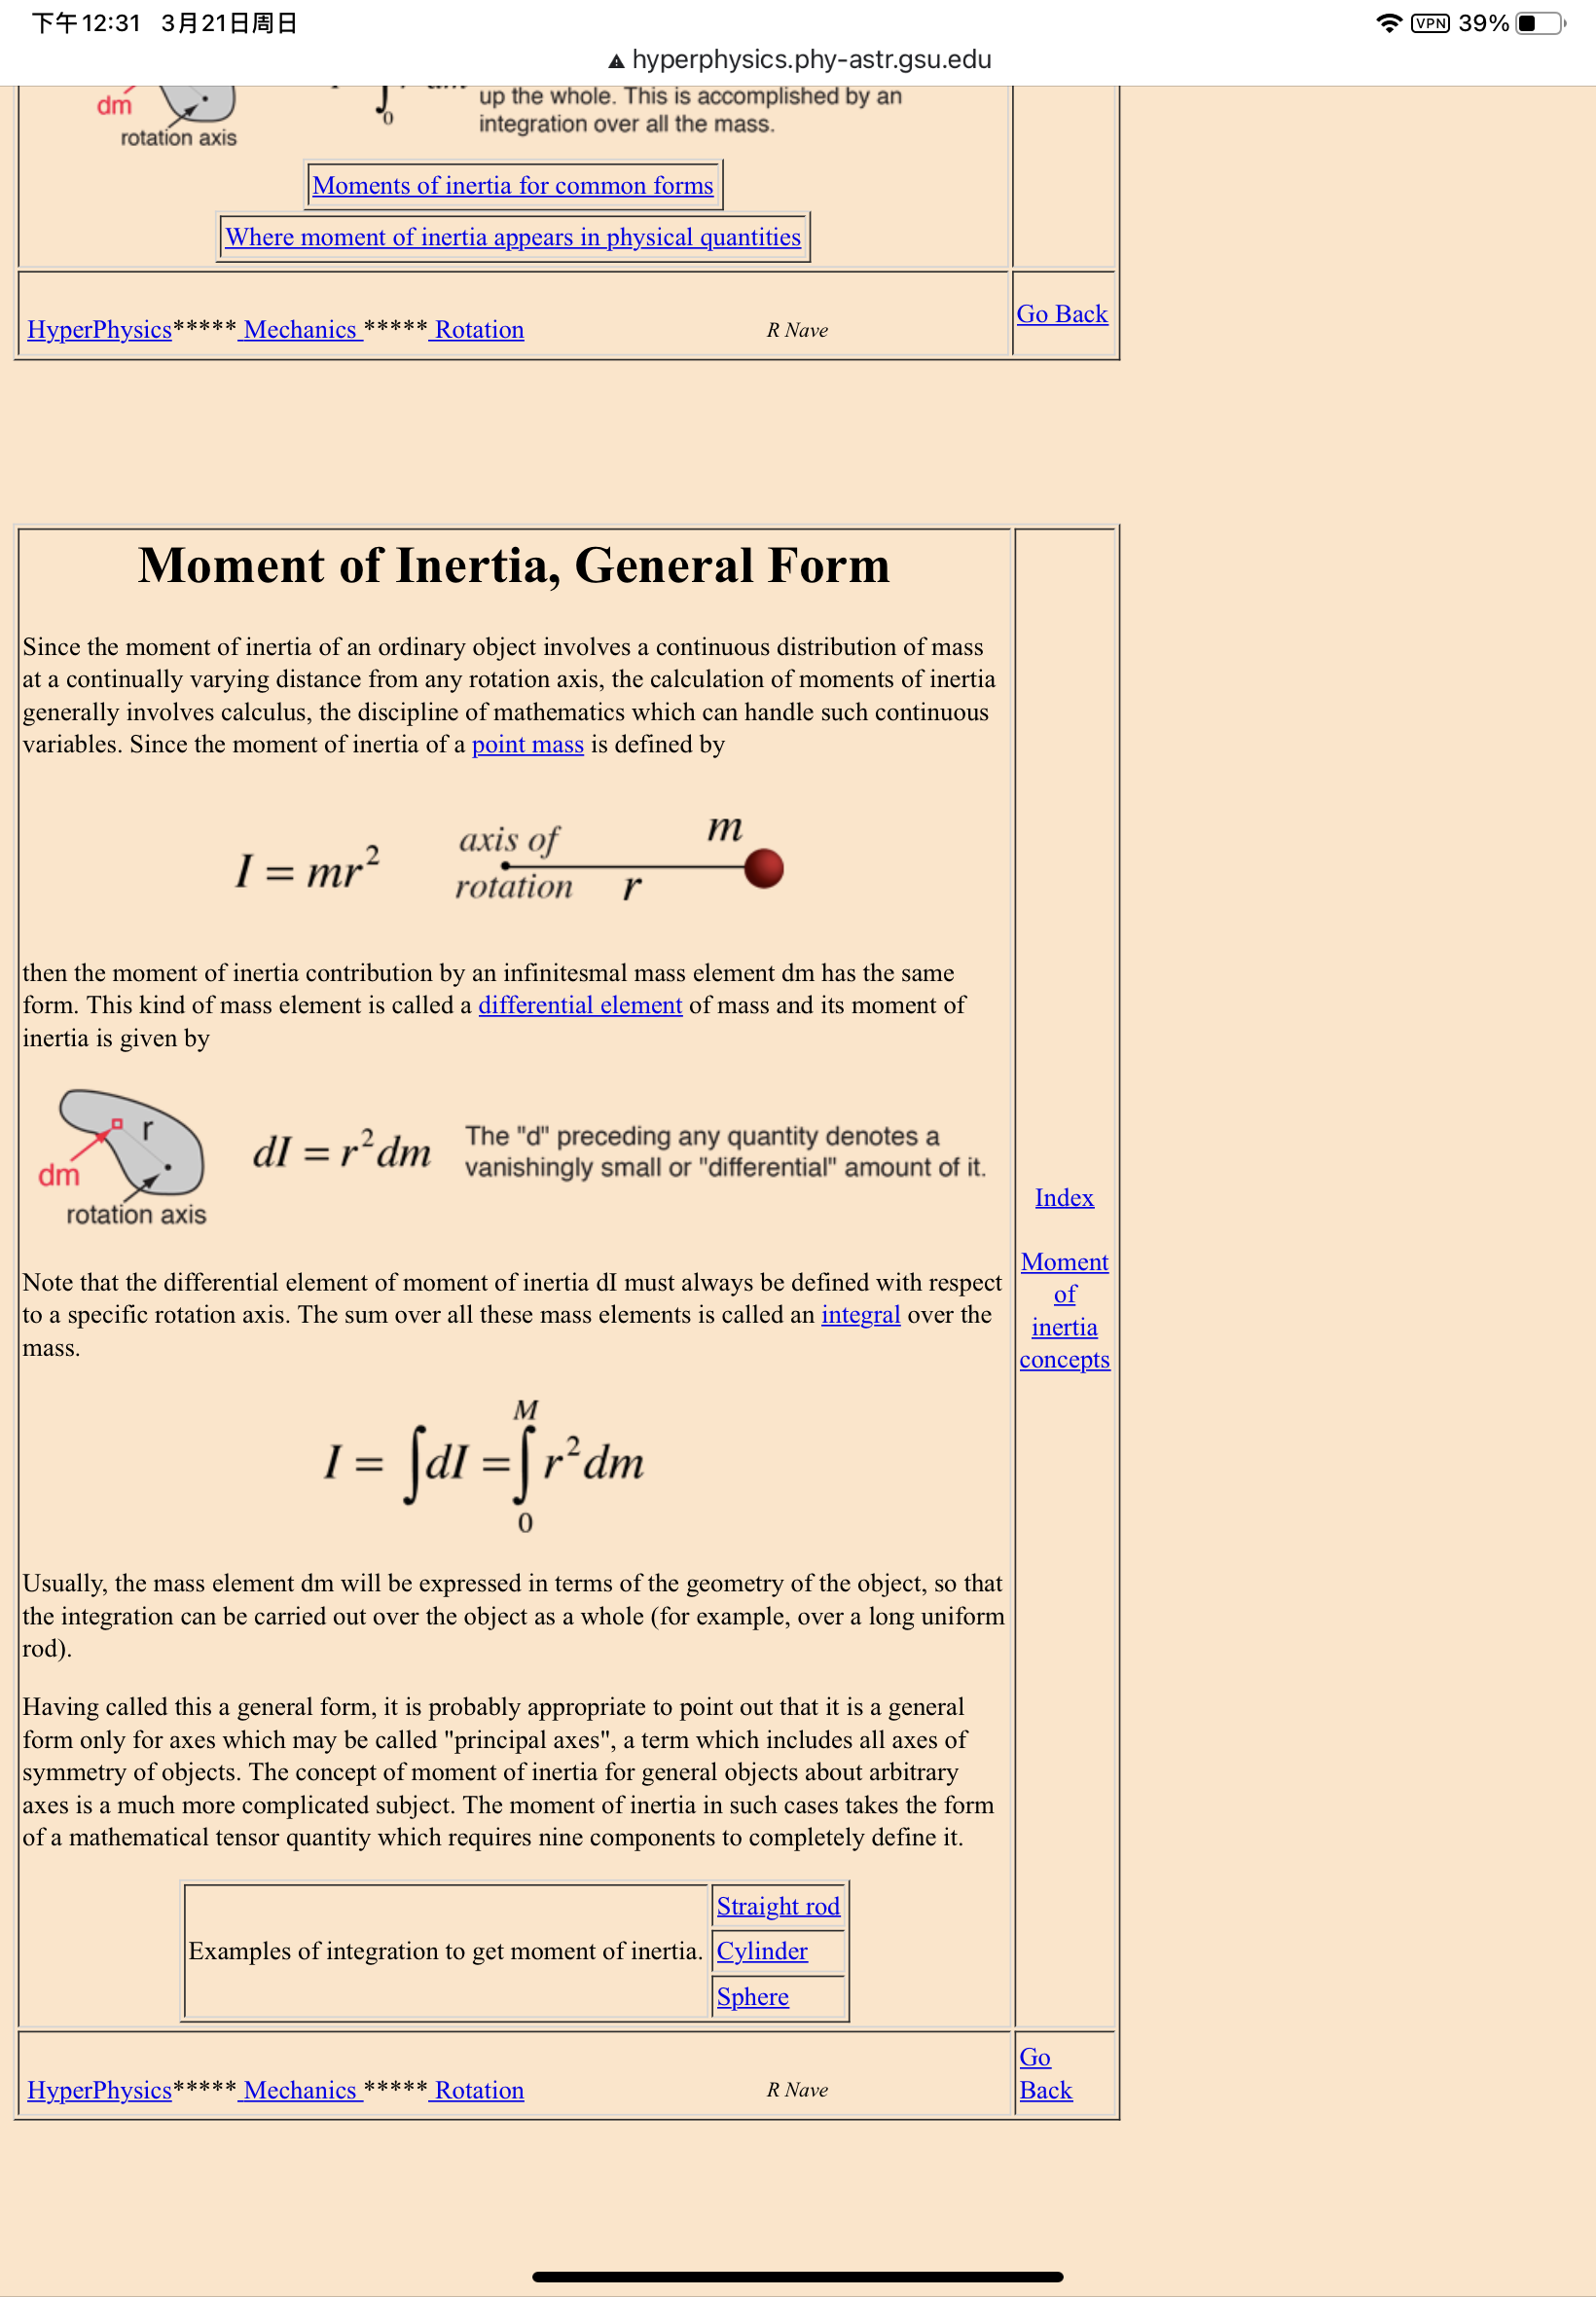 下午12:31 3月21日周日
VPN 39%
hyperphysics.phy-astr.gsu.edu
dm
rotation axis
0
up the whole. This is accomplished by an
integration over all the mass.
Moments of inertia for common forms
Where moment of inertia appears in physical quantities
HyperPhysics***** Mechanics ***** Rotation
R Nave
Go Back
Moment of Inertia, General Form
Since the moment of inertia of an ordinary object involves a continuous distribution of mass
at a continually varying distance from any rotation axis, the calculation of moments of inertia
generally involves calculus, the discipline of mathematics which can handle such continuous
variables. Since the moment of inertia of a point mass is defined by
I = mr²
axis of
rotation
r
m
then the moment of inertia contribution by an infinitesmal mass element dm has the same
form. This kind of mass element is called a differential element of mass and its moment of
inertia is given by
r
dm
rotation axis
dI = r²dm
The "d" preceding any quantity denotes a
vanishingly small or "differential" amount of it.
Note that the differential element of moment of inertia dI must always be defined with respect
to a specific rotation axis. The sum over all these mass elements is called an integral over the
mass.
M
I = ∫dI =∫ r²dm
0
Usually, the mass element dm will be expressed in terms of the geometry of the object, so that
the integration can be carried out over the object as a whole (for example, over a long uniform
rod).
Having called this a general form, it is probably appropriate to point out that it is a general
form only for axes which may be called "principal axes", a term which includes all axes of
symmetry of objects. The concept of moment of inertia for general objects about arbitrary
axes is a much more complicated subject. The moment of inertia in such cases takes the form
of a mathematical tensor quantity which requires nine components to completely define it.
Examples of integration to get moment of inertia.
Straight rod
Cylinder
Sphere
Index
Moment
of
inertia
concepts
HyperPhysics***** Mechanics ***** Rotation
R Nave
Go
Back